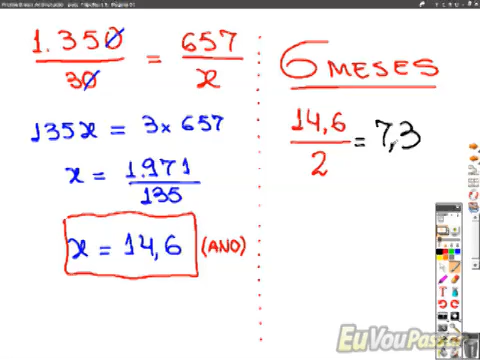 1.350 = 657
30 x
135x = 3 × 657
x = 1.971
135
x = 14,6 (ANO)
6 MESES
14,6 = 7,3
2
EuVouPassar